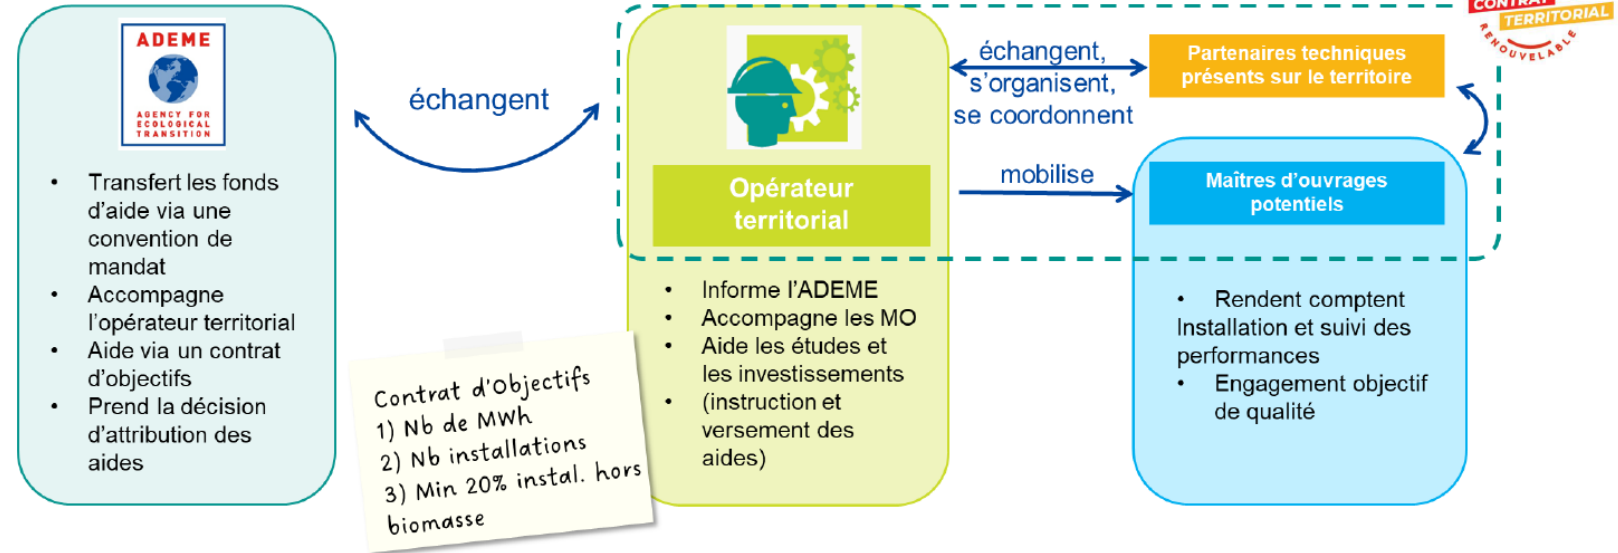 ADEME
AGENCY FOR
ECOLOGICAL
TRANSITION
• Transfert les fonds
d'aide via une
convention de
mandat
• Accompagne
l'opérateur territorial
• Aide via un contrat
d'objectifs
• Prend la décision
d'attribution des
aides
échangent
Contrat d'Objectifs
1) Nb de MWh
2) Nb installations
3) Min 20% instal. hors
biomasse
Opérateur
territorial
• Informe l'ADEME
• Accompagne les MO
• Aide les études et
les investissements
• (instruction et
versement des
aides)
échangent,
s'organisent,
se coordonnent
mobilise
Partenaires techniques
présents sur le territoire
Maîtres d'ouvrages
potentiels
• Rendent comptent
Installation et suivi des
performances
• Engagement objectif
de qualité
CONTRAT
TERRITORIAL
RENOUVELABLE